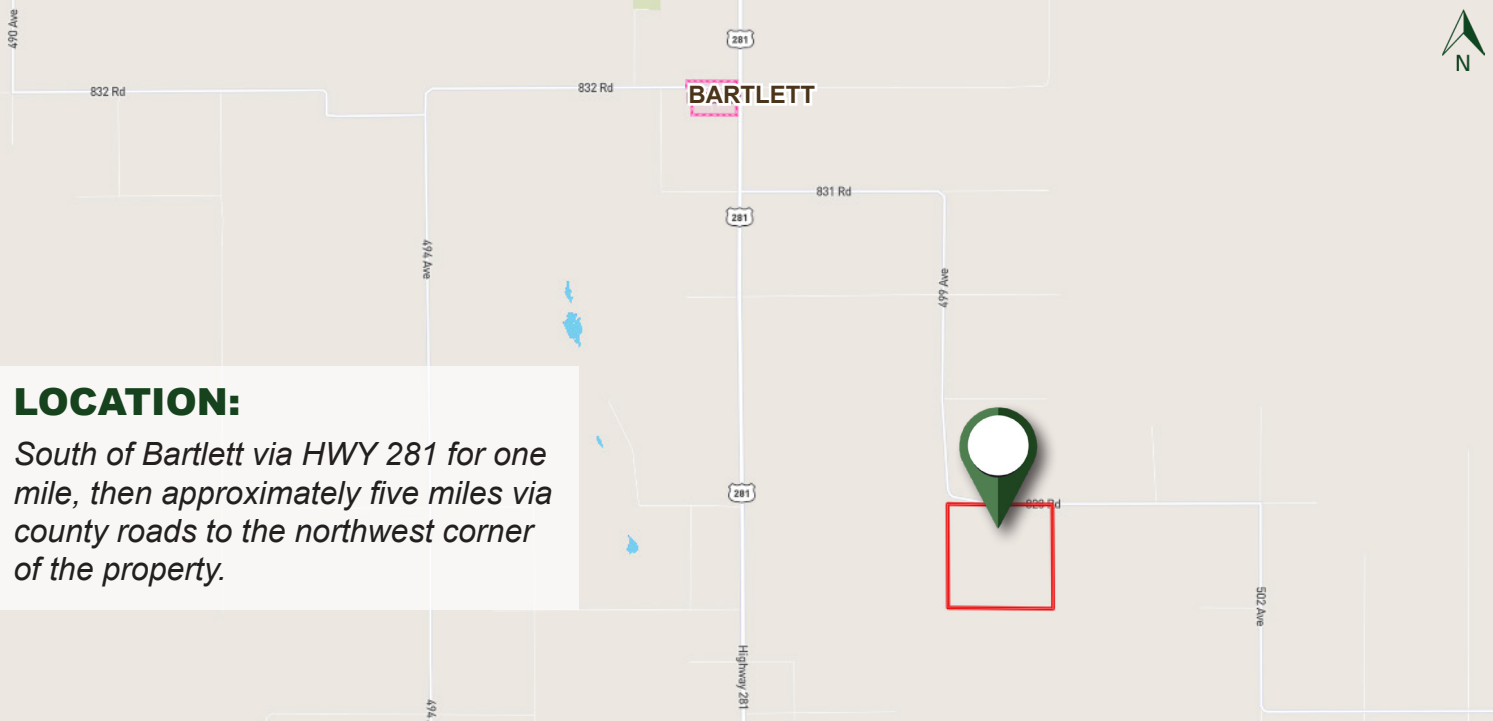 490 Ave
281
N
832 Rd
832 Rd
BARTLETT
831 Rd
281
494 Ave
499 Ave
LOCATION:
South of Bartlett via HWY 281 for one
mile, then approximately five miles via
county roads to the northwest corner
of the property.
281
Rd
502 Ave
Highway 281
494